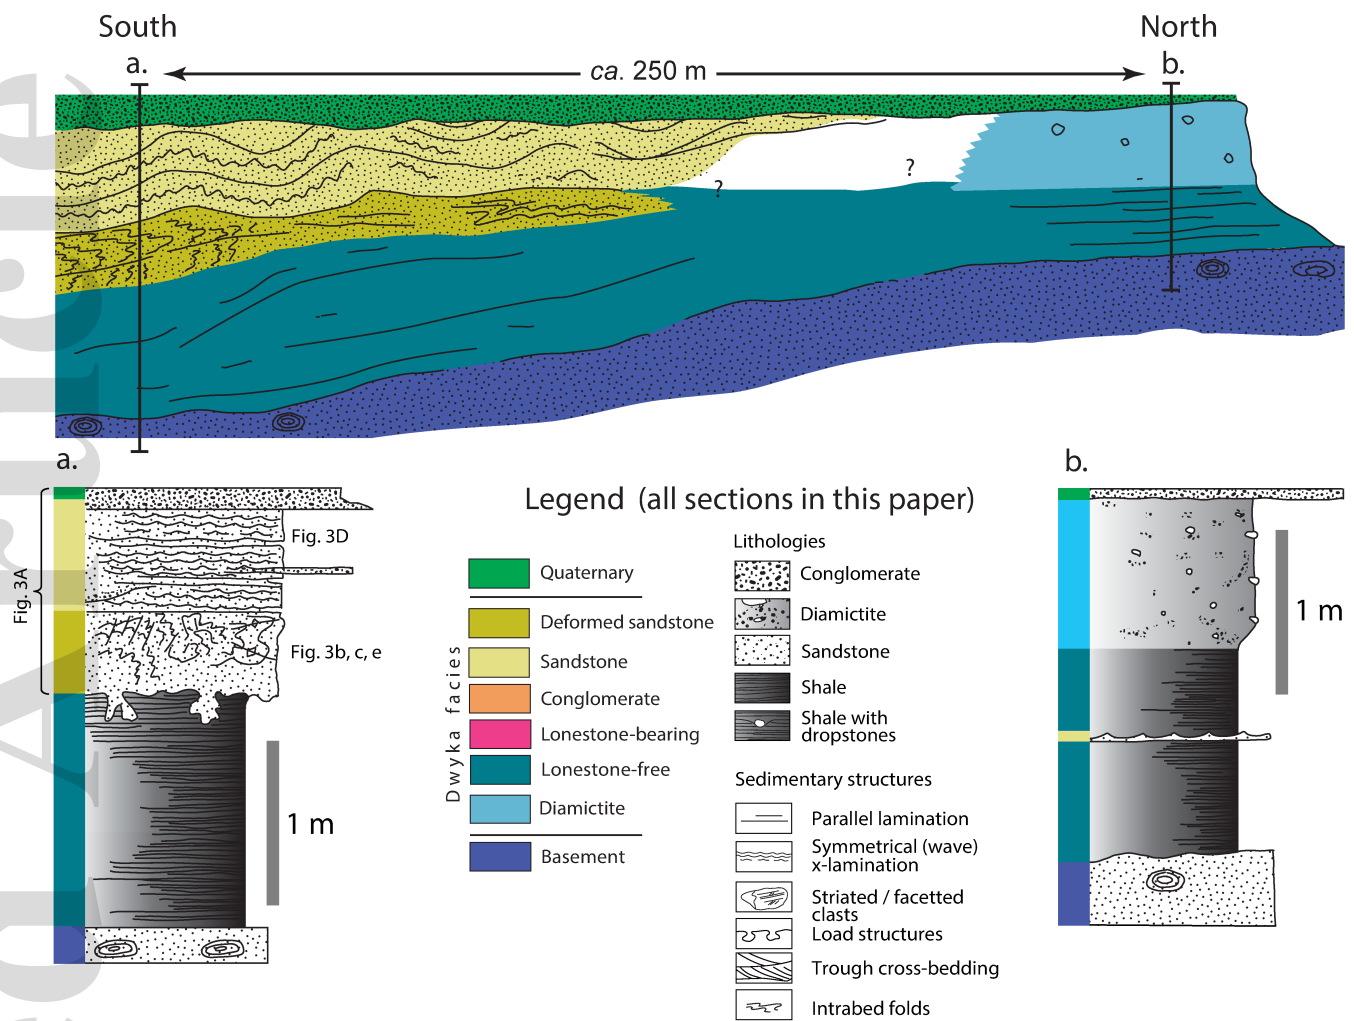 South
North
a.
ca. 250 m
b.
?
?
a.
b.
Legend (all sections in this paper)
Fig. 3A
Fig. 3D
Fig. 3b, c, e
1 m
Dwyka facies
Quaternary
Deformed sandstone
Sandstone
Conglomerate
Lonestone-bearing
Lonestone-free
Diamictite
Basement
Lithologies
Conglomerate
Diamictite
Sandstone
Shale
Shale with
dropstones
Sedimentary structures
Parallel lamination
Symmetrical (wave)
x-lamination
Striated / facetted
clasts
Load structures
Trough cross-bedding
Intrabed folds
1 m
d Article